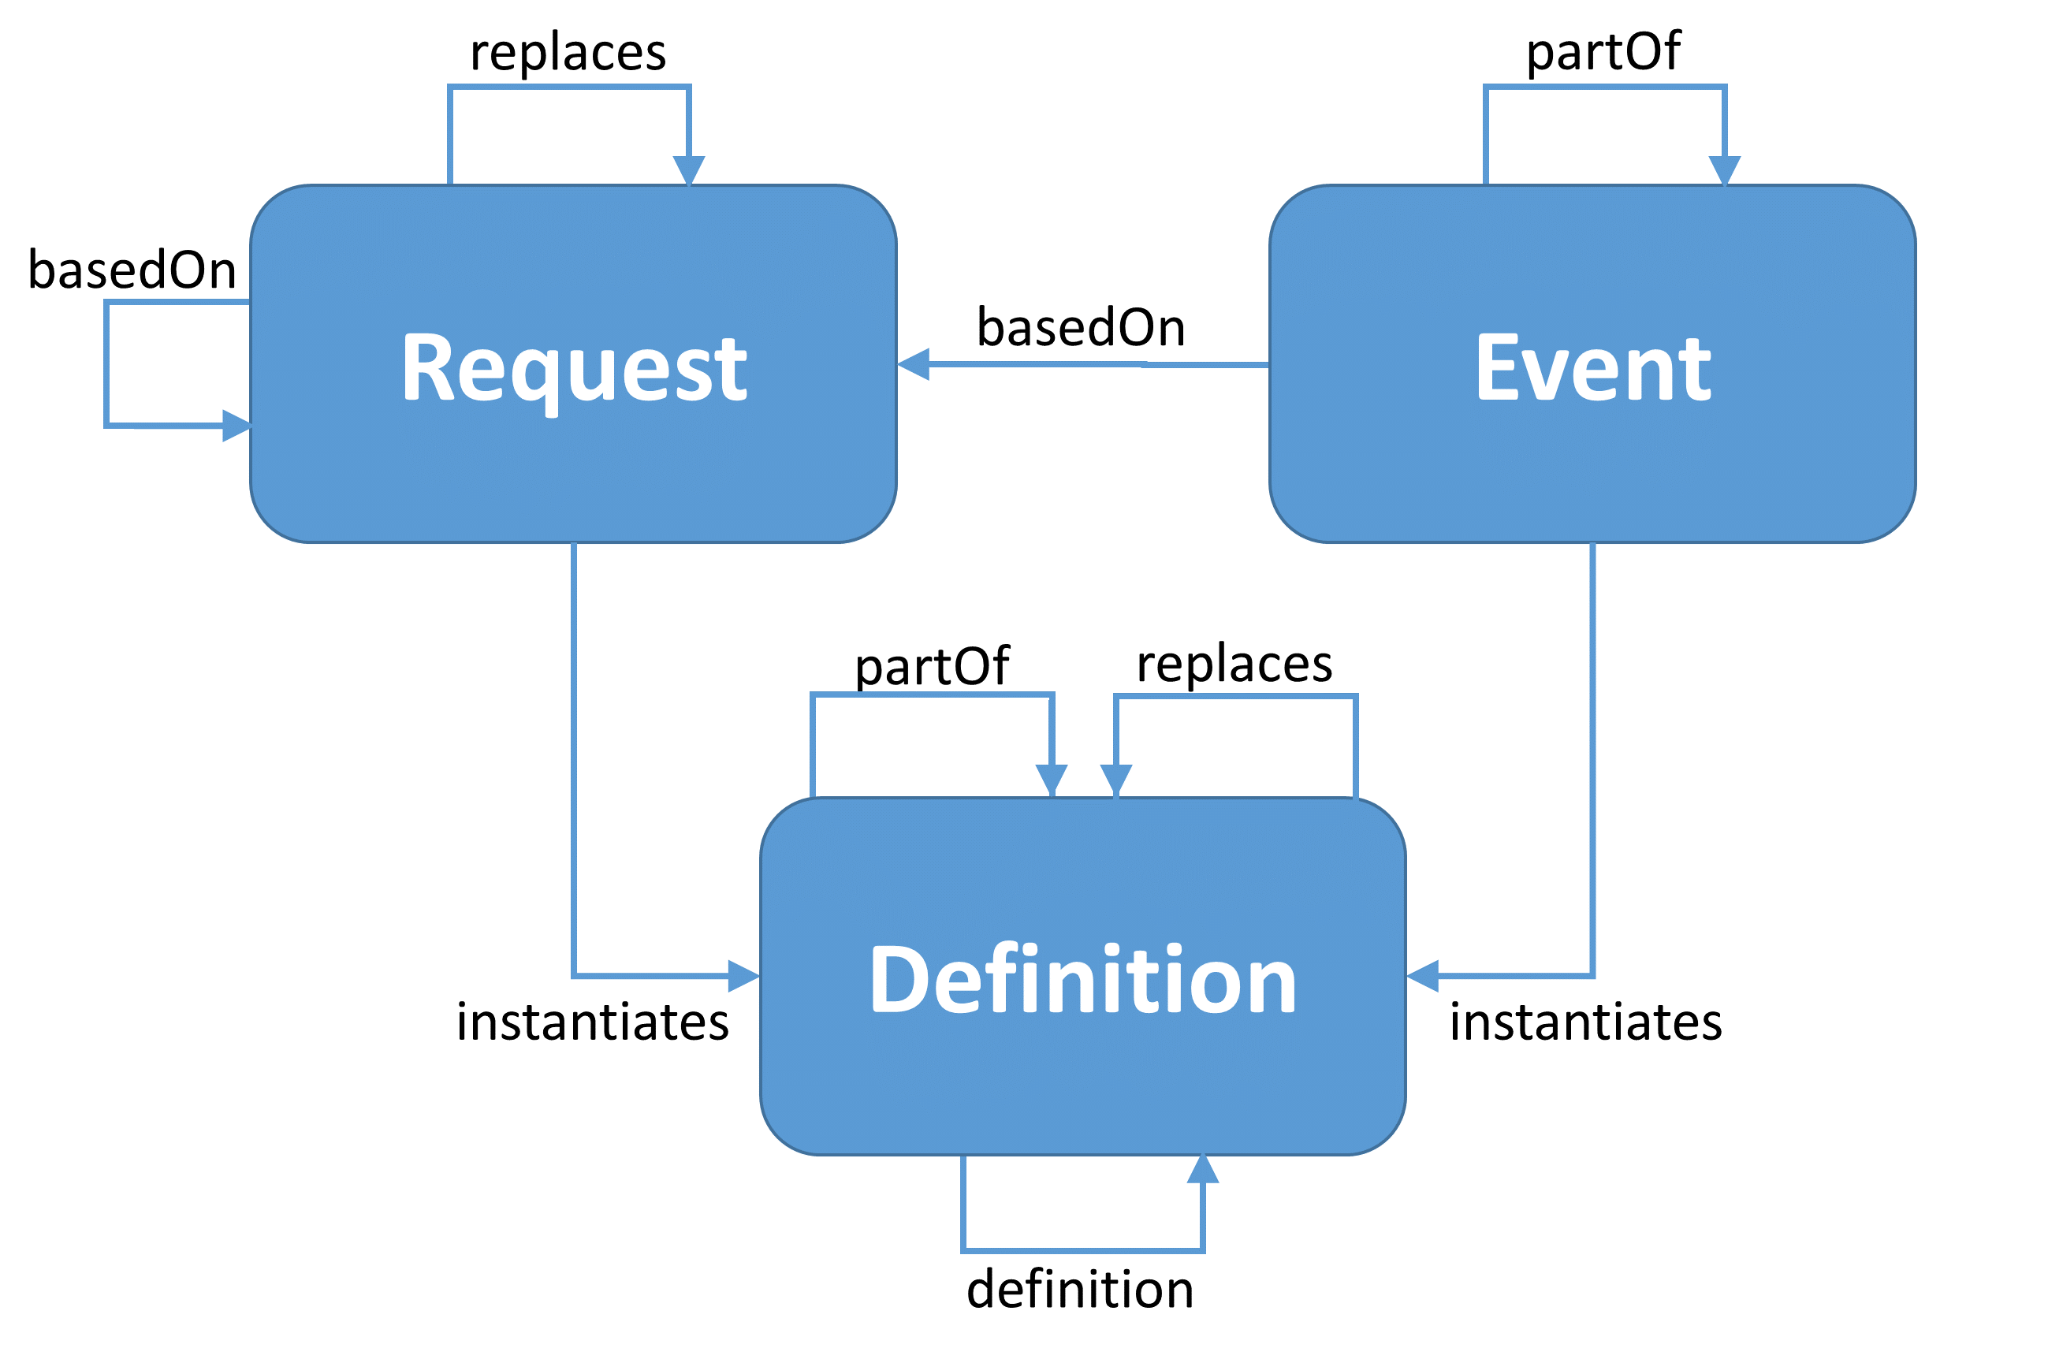 replaces
partOf
basedOn
basedOn
Request
Event
partOf
replaces
Definition
instantiates
instantiates
definition